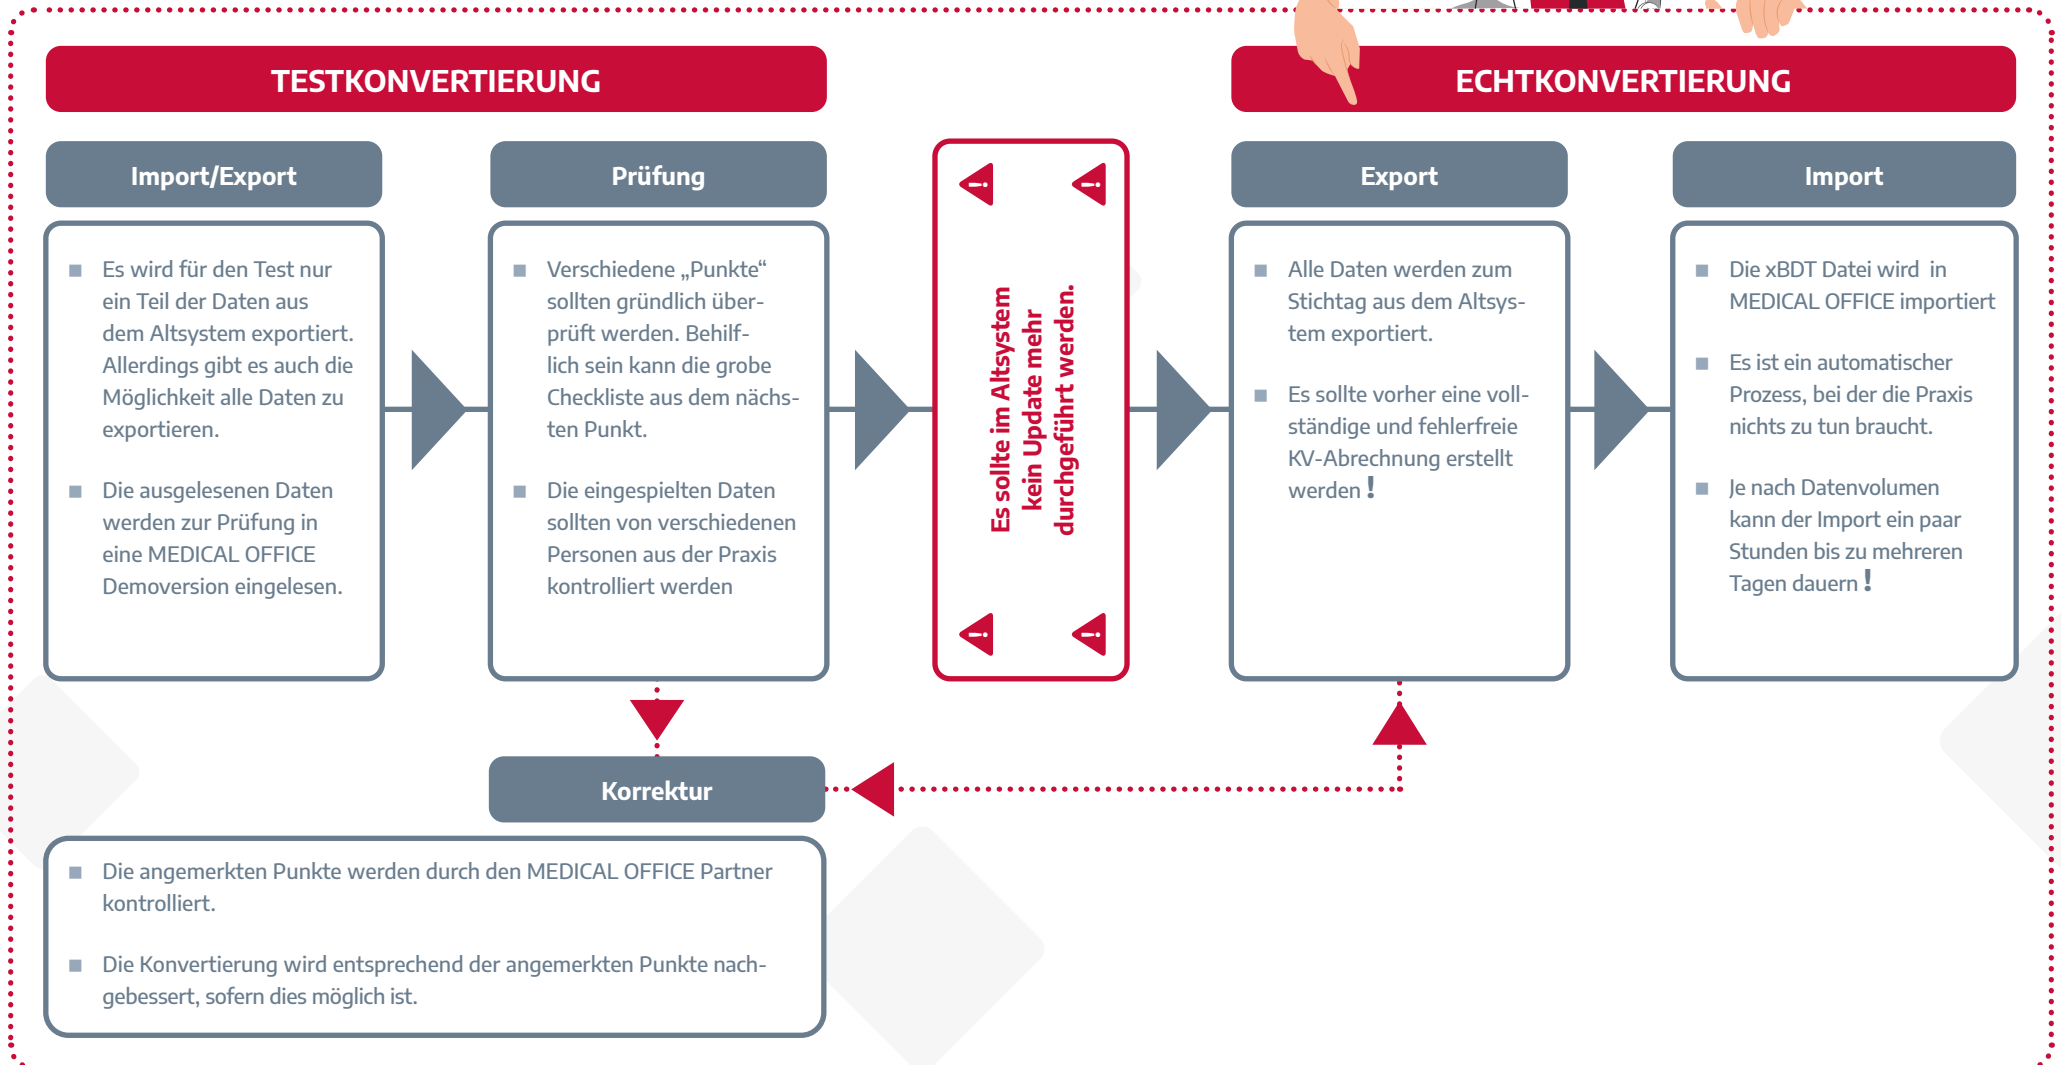 TESTKONVERTIERUNG
Import/Export
Es wird für den Test nur
ein Teil der Daten aus
dem Altsystem exportiert.
Allerdings gibt es auch die
Möglichkeit alle Daten zu
exportieren.
Die ausgelesenen Daten
werden zur Prüfung in
eine MEDICAL OFFICE
Demoversion eingelesen.
Prüfung
Verschiedene „Punkte“
sollten gründlich über-
prüft werden. Behilf-
lich sein kann die grobe
Checkliste aus dem nächs-
ten Punkt.
Die eingespielten Daten
sollten von verschiedenen
Personen aus der Praxis
kontrolliert werden
Korrektur
Die angemerkten Punkte werden durch den MEDICAL OFFICE Partner
kontrolliert.
Die Konvertierung wird entsprechend der angemerkten Punkte nach-
gebessert, sofern dies möglich ist.
Es sollte im Altsystem
kein Update mehr
durchgeführt werden.
ECHTKONVERTIERUNG
Export
Alle Daten werden zum
Stichtag aus dem Altsys-
tem exportiert.
Es sollte vorher eine voll-
ständige und fehlerfreie
KV-Abrechnung erstellt
werden !
Import
Die xBDT Datei wird in
MEDICAL OFFICE importiert
Es ist ein automatischer
Prozess, bei der die Praxis
nichts zu tun braucht.
Je nach Datenvolumen
kann der Import ein paar
Stunden bis zu mehreren
Tagen dauern !